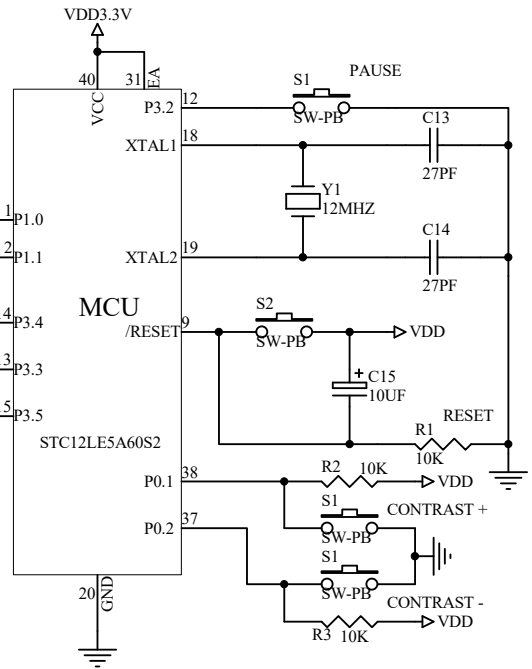 VDD3.3V
40
31
EA
VCC
P3.2
12
S1
PAUSE
SW-PB
XTAL1
18
C13
27PF
Y1
12MHZ
1
P1.0
2
P1.1
XTAL2
19
C14
27PF
MCU
14
P3.4
/RESET
9
S2
SW-PB
VDD
13
P3.3
C15
10UF
15
P3.5
R1
RESET
10K
STC12LE5A60S2
P0.1
38
R2
10K
VDD
S1
CONTRAST +
SW-PB
P0.2
37
S1
SW-PB
CONTRAST -
VDD
R3
10K
20
GND
+